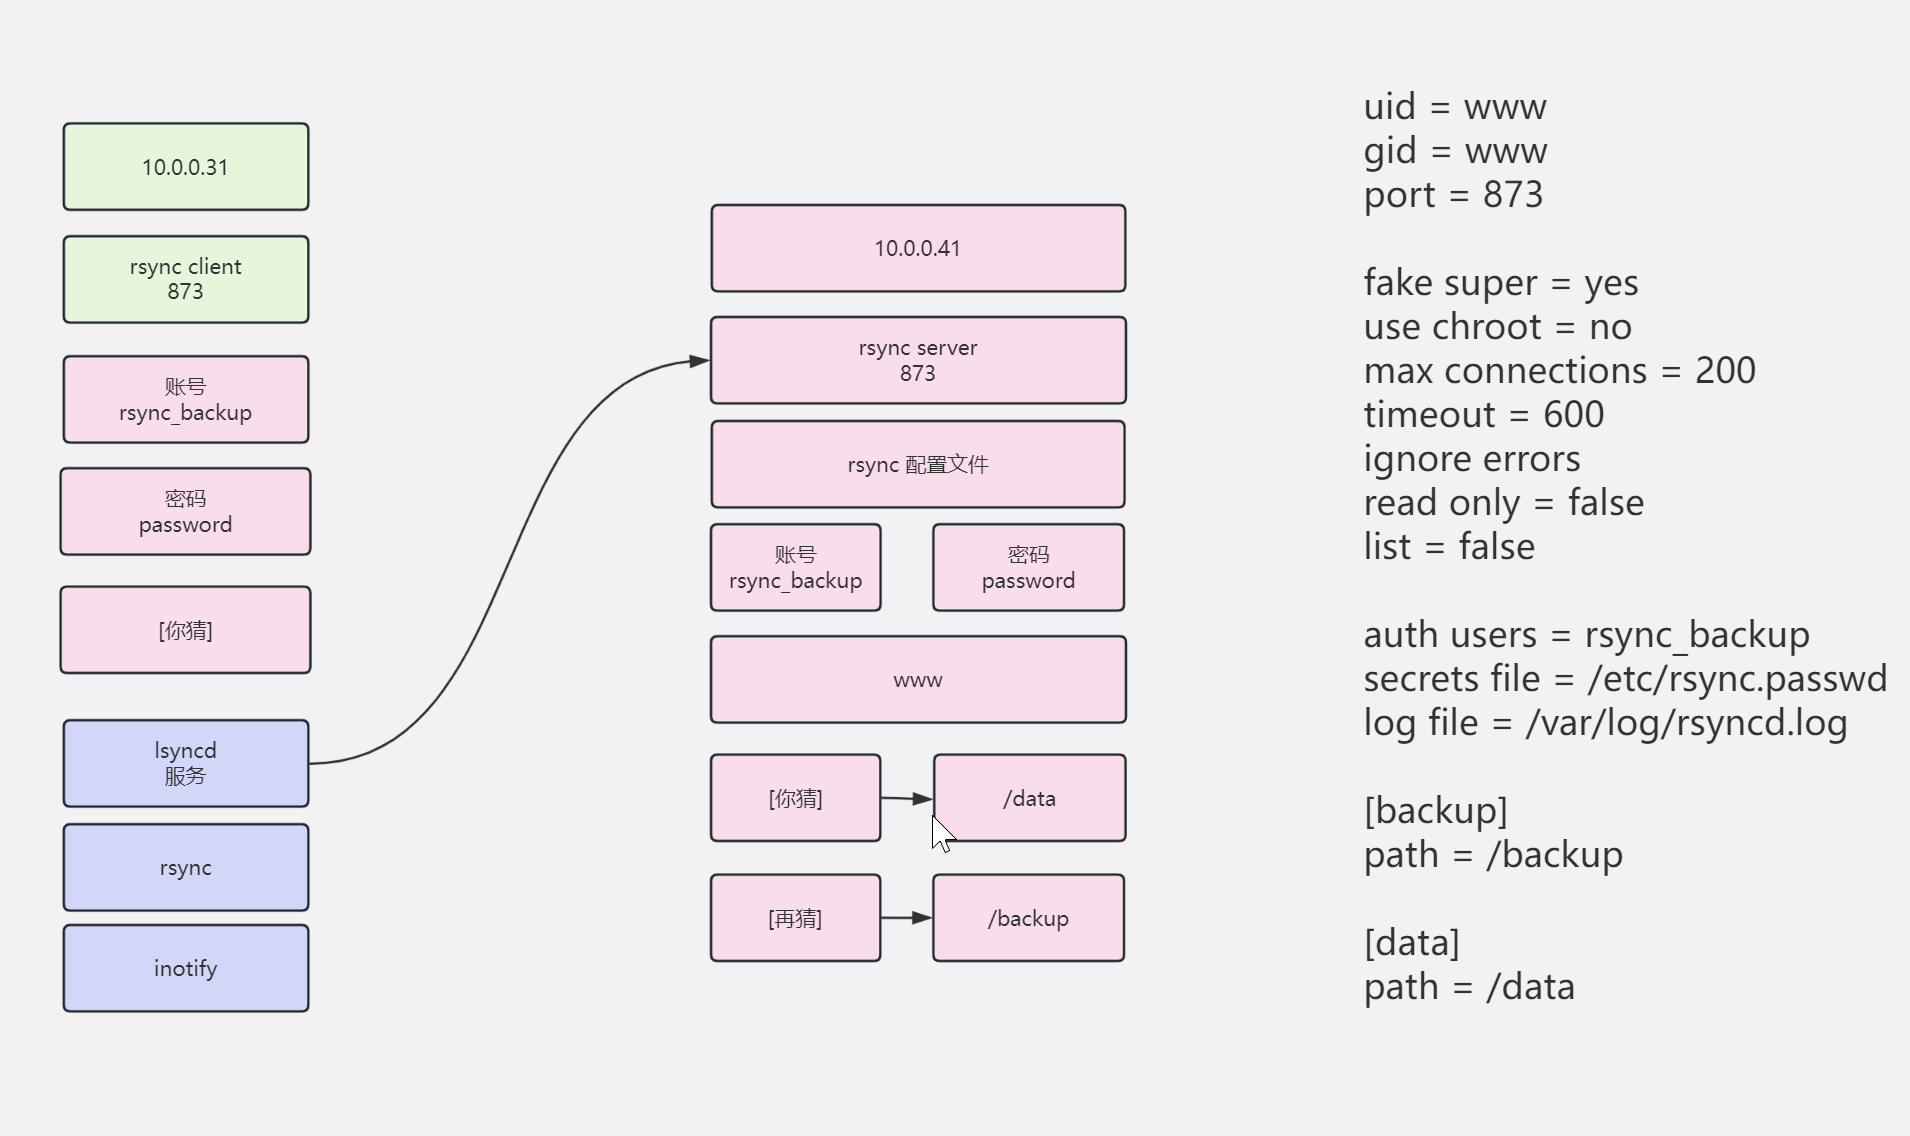 10.0.0.31
rsync client
873
账号
rsync_backup
密码
password
[你猜]
lsyncd
服务
rsync
inotify
10.0.0.41
rsync server
873
rsync 配置文件
账号
rsync_backup
密码
password
www
[你猜]
/data
[再猜]
/backup
uid = www
gid = www
port = 873
fake super = yes
use chroot = no
max connections = 200
timeout = 600
ignore errors
read only = false
list = false
auth users = rsync_backup
secrets file = /etc/rsync.passwd
log file = /var/log/rsyncd.log
[backup]
path = /backup
[data]
path = /data